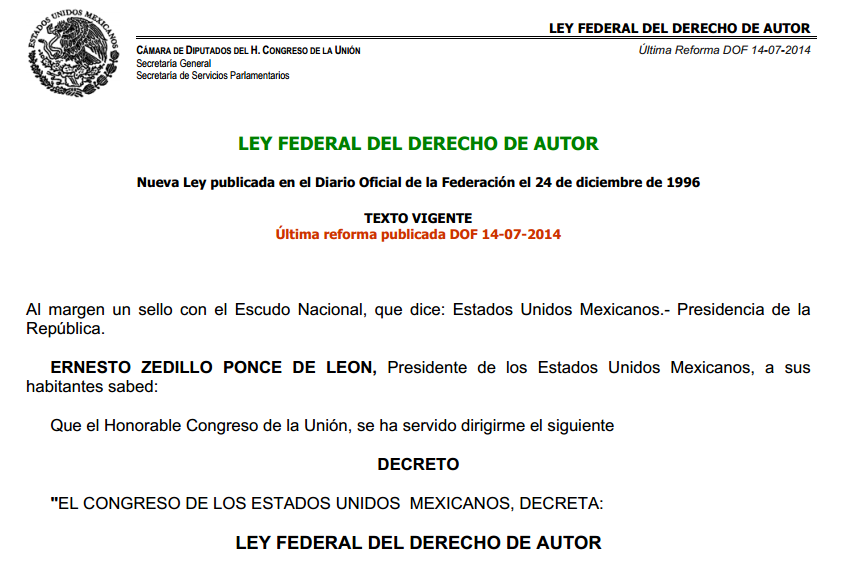 ESTADOS UNIDOS MEXICANOS
LEY FEDERAL DEL DERECHO DE AUTOR
CÁMARA DE DIPUTADOS DEL H. CONGRESO DE LA UNIÓN
Última Reforma DOF 14-07-2014
Secretaría General
Secretaría de Servicios Parlamentarios
LEY FEDERAL DEL DERECHO DE AUTOR
Nueva Ley publicada en el Diario Oficial de la Federación el 24 de diciembre de 1996
TEXTO VIGENTE
Última reforma publicada DOF 14-07-2014
Al margen un sello con el Escudo Nacional, que dice: Estados Unidos Mexicanos.- Presidencia de la
República.
ERNESTO ZEDILLO PONCE DE LEON, Presidente de los Estados Unidos Mexicanos, a sus
habitantes sabed:
Que el Honorable Congreso de la Unión, se ha servido dirigirme el siguiente
DECRETO
"EL CONGRESO DE LOS ESTADOS UNIDOS MEXICANOS, DECRETA:
LEY FEDERAL DEL DERECHO DE AUTOR